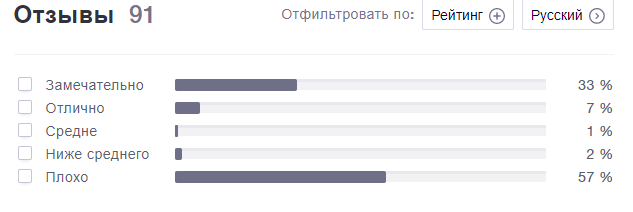 Отзывы 91 Отфильтровать по: Рейтинг Русский
Замечательно 33 %
Отлично 7 %
Средне 1 %
Ниже среднего 2 %
Плохо 57 %